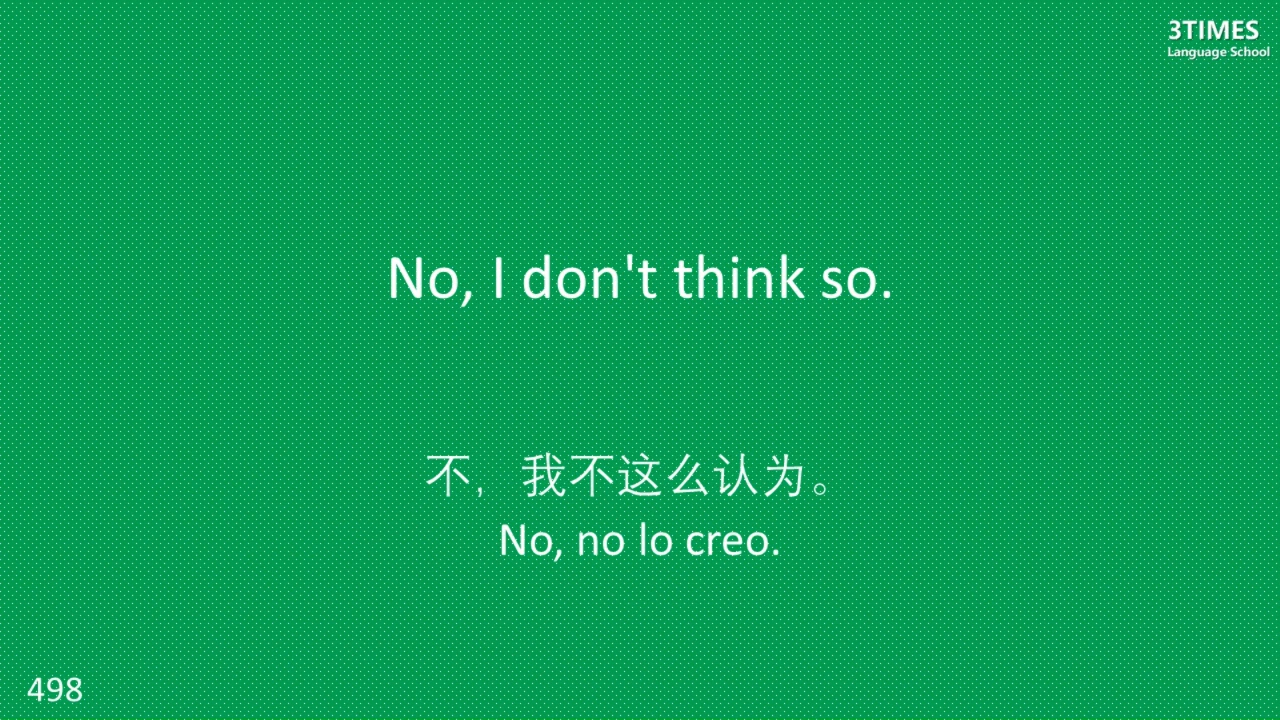 3TIMES
Language School
No, I don't think so.
不，我不这么认为。
No, no lo creo.
498